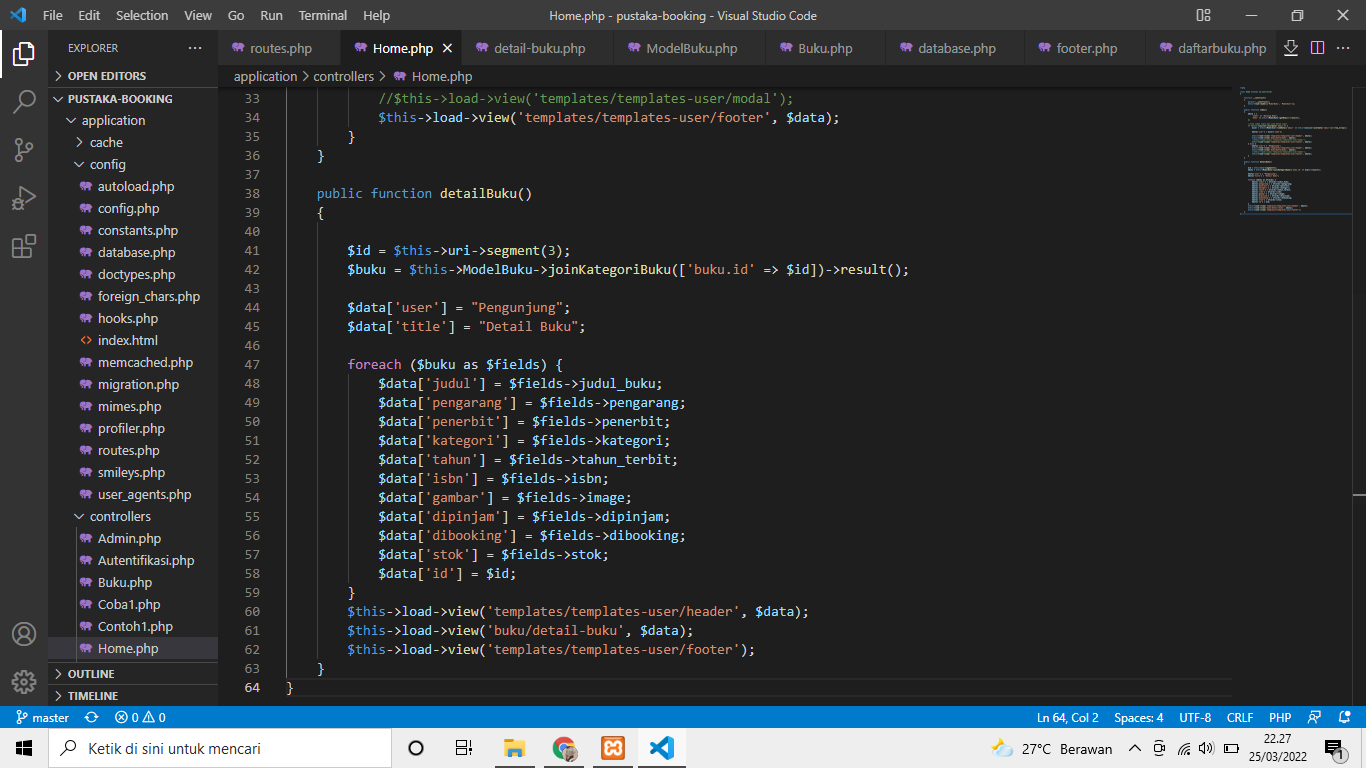 File Edit Selection View Go Run Terminal Help Home.php - pustaka-booking - Visual Studio Code
EXPLORER
OPEN EDITORS
PUSTAKA-BOOKING
application
cache
config
autoload.php
config.php
constants.php
database.php
doctypes.php
foreign_chars.php
hooks.php
index.html
memcached.php
migration.php
mimes.php
profiler.php
routes.php
smileys.php
user_agents.php
controllers
Admin.php
Autentifikasi.php
Buku.php
Coba1.php
Contoh1.php
Home.php
OUTLINE
TIMELINE
routes.php Home.php detail-buku.php ModelBuku.php Buku.php database.php footer.php daftarbuku.php
application > controllers > Home.php
33 //$this->load->view('templates/templates-user/modal');
34 $this->load->view('templates/templates-user/footer', $data);
35 }
36 }
37
38 public function detailBuku()
39 {
40
41 $id = $this->uri->segment(3);
42 $buku = $this->ModelBuku->joinKategoriBuku(['buku.id' => $id])->result();
43
44 $data['user'] = "Pengunjung";
45 $data['title'] = "Detail Buku";
46
47 foreach ($buku as $fields) {
48 $data['judul'] = $fields->judul_buku;
49 $data['pengarang'] = $fields->pengarang;
50 $data['penerbit'] = $fields->penerbit;
51 $data['kategori'] = $fields->kategori;
52 $data['tahun'] = $fields->tahun_terbit;
53 $data['isbn'] = $fields->isbn;
54 $data['gambar'] = $fields->image;
55 $data['dipinjam'] = $fields->dipinjam;
56 $data['dibooking'] = $fields->dibooking;
57 $data['stok'] = $fields->stok;
58 $data['id'] = $id;
59 }
60 $this->load->view('templates/templates-user/header', $data);
61 $this->load->view('buku/detail-buku', $data);
62 $this->load->view('templates/templates-user/footer');
63 }
64 }
master 0 0 Ln 64, Col 2 Spaces: 4 UTF-8 CRLF PHP
Ketik di sini untuk mencari 27°C Berawan 22.27
25/03/2022 1